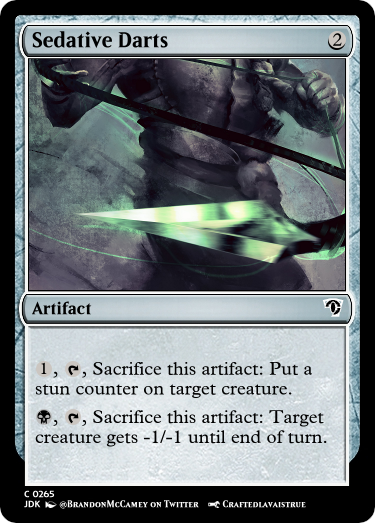 Sedative Darts 2
Artifact
1, T, Sacrifice this artifact: Put a
stun counter on target creature.
B, T, Sacrifice this artifact: Target
creature gets -1/-1 until end of turn.
C 0265
JDK @BrandonMcCamey on Twitter Craftedlavaistrue